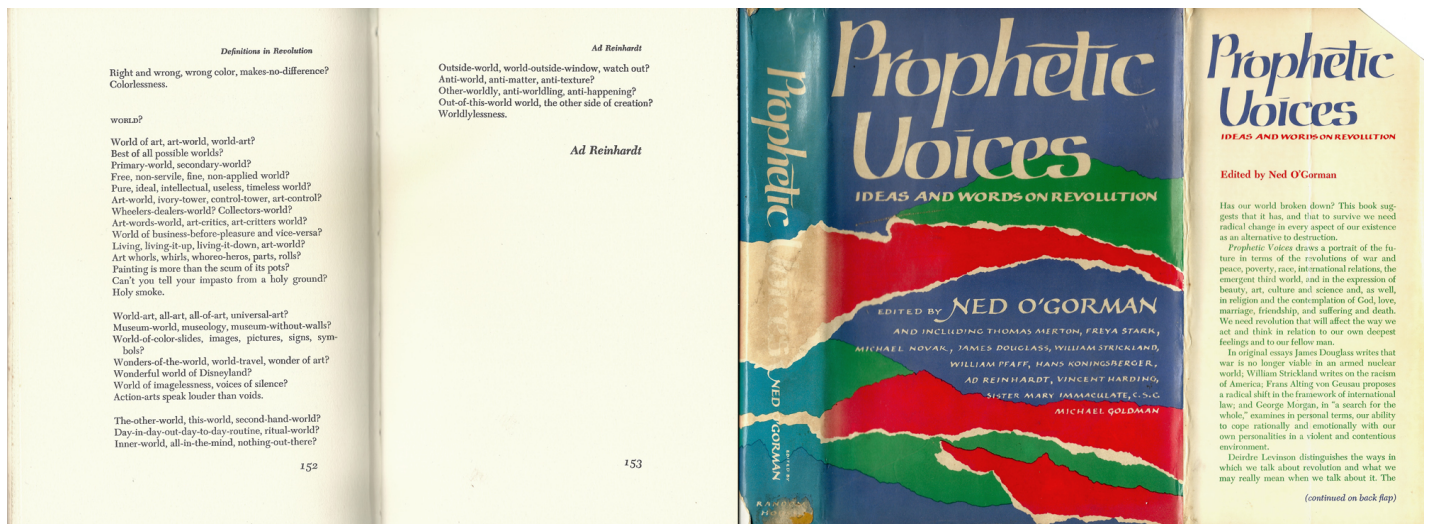 Definitions in Revolution
Right and wrong, wrong color, makes-no-difference?
Colorlessness.
WORLD?
World of art, art-world, world-art?
Best of all possible worlds?
Primary-world, secondary-world?
Free, non-servile, fine, non-applied world?
Pure, ideal, intellectual, useless, timeless world?
Art-world, ivory-tower, control-tower, art-control?
Wheelers-dealers-world? Collectors-world?
Art-words-world, art-critics, art-critters world?
World of business-before-pleasure and vice-versa?
Living, living-it-up, living-it-down, art-world?
Art whorls, whirls, whoreo-heros, parts, rolls?
Painting is more than the scum of its pots?
Can't you tell your impasto from a holy ground?
Holy smoke.
World-art, all-art, all-of-art, universal-art?
Museum-world, museology, museum-without-walls?
World-of-color-slides, images, pictures, signs, sym-
bols?
Wonders-of-the-world, world-travel, wonder of art?
Wonderful world of Disneyland?
World of imagelessness, voices of silence?
Action-arts speak louder than voids.
The-other-world, this-world, second-hand-world?
Day-in-day-out-day-to-day-routine, ritual-world?
Inner-world, all-in-the-mind, nothing-out-there?
152
Ad Reinhardt
Outside-world, world-outside-window, watch out?
Anti-world, anti-matter, anti-texture?
Other-worldly, anti-worldling, anti-happening?
Out-of-this-world world, the other side of creation?
Worldlylessness.
Ad Reinhardt
153
Prophetic
Voices
NED O'GORMAN
EDITED BY
RANDOM
HOUSE
Prophetic
Voices
IDEAS AND WORDS ON REVOLUTION
EDITED BY NED O'GORMAN
AND INCLUDING THOMAS MERTON, FREYA STARK,
MICHAEL NOVAK, JAMES DOUGLASS, WILLIAM STRICKLAND,
WILLIAM PFAFF, HANS KONINGSBERGER,
AD REINHARDT, VINCENT HARDING,
SISTER MARY IMMACULATE, C.S.C.
MICHAEL GOLDMAN
Prophetic
Voices
IDEAS AND WORDS ON REVOLUTION
Edited by Ned O'Gorman
Has our world broken down? This book sug-
gests that it has, and that to survive we need
radical change in every aspect of our existence
as an alternative to destruction.
Prophetic Voices draws a portrait of the fu-
ture in terms of the revolutions of war and
peace, poverty, race, international relations, the
emergent third world, and in the expression of
beauty, art, culture and science and, as well,
in religion and the contemplation of God, love,
marriage, friendship, and suffering and death.
We need revolution that will affect the way we
act and think in relation to our own deepest
feelings and to our fellow man.
In original essays James Douglass writes that
war is no longer viable in an armed nuclear
world; William Strickland writes on the racism
of America; Frans Alting von Geusau proposes
a radical shift in the framework of international
law; and George Morgan, in "a search for the
whole," examines in personal terms, our ability
to cope rationally and emotionally with our
own personalities in a violent and contentious
environment.
Deirdre Levinson distinguishes the ways in
which we talk about revolution and what we
may really mean when we talk about it. The
(continued on back flap)